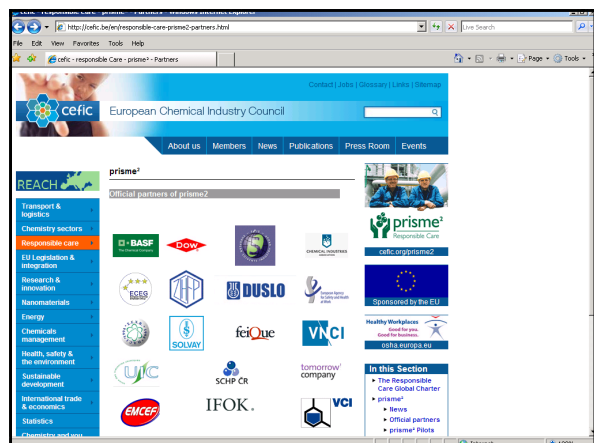 cefic - responsible Care - prisme² - Partners - Windows Internet Explorer
http://cefic.be/en/responsible-care-prisme2-partners.html
Live Search
File Edit View Favorites Tools Help
cefic - responsible Care - prisme² - Partners
Page Tools
Contact | Jobs | Glossary | Links | Sitemap
cefic
European Chemical Industry Council
About us Members News Publications Press Room Events
REACH
Transport &
logistics
Chemistry sectors
Responsible care
EU Legislation &
integration
Research &
innovation
Nanomaterials
Energy
Chemicals
management
Health, safety &
the environment
Sustainable
development
International trade
& economics
Statistics
Chemistry and you
prisme²
Official partners of prisme2
BASF
The Chemical Company
DOW
CHEMICAL INDUSTRIES
ECEG
DUSLO
European Agency
for Safety and Health
at Work
SOLVAY
feiQue
VNCI
UIC
SCHP ČR
tomorrow'
company
EMCEF
IFOK.
VCI
prisme²
Responsible Care
cefic.org/prisme2
Sponsored by the EU
Healthy Workplaces
Good for you.
Good for business.
osha.europa.eu
In this Section
The Responsible
Care Global Charter
prisme²
News
Official partners
prisme² Pilots